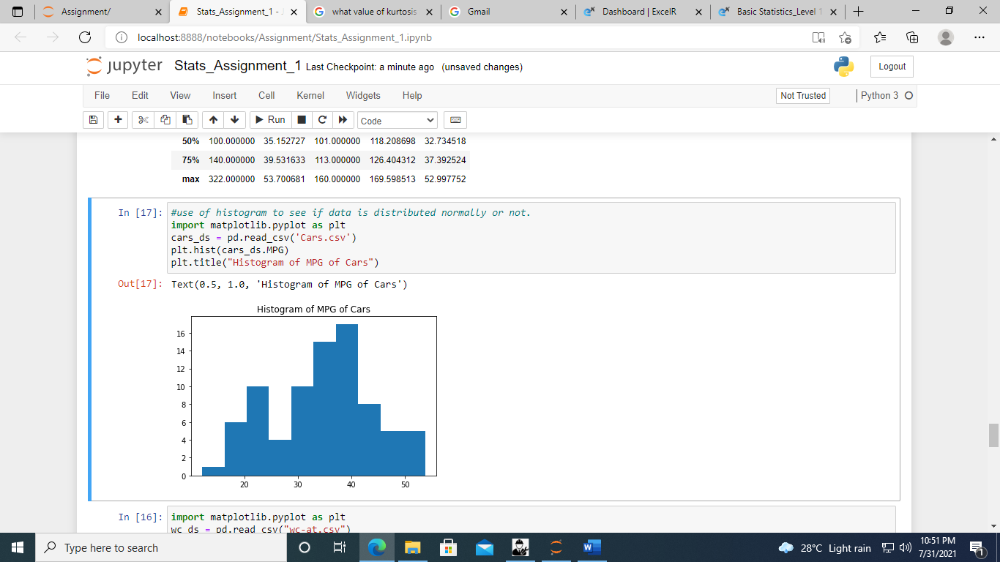 Assignment/
Stats_Assignment_1 - J
what value of kurtosis
Gmail
Dashboard | ExcelR
Basic Statistics_Level 1
localhost:8888/notebooks/Assignment/Stats_Assignment_1.ipynb
jupyter Stats_Assignment_1 Last Checkpoint: a minute ago (unsaved changes)
Logout
File Edit View Insert Cell Kernel Widgets Help
Not Trusted
Python 3
Run
Code
50% 100.000000 35.152727 101.000000 118.208698 32.734518
75% 140.000000 39.531633 113.000000 126.404312 37.392524
max 322.000000 53.700681 160.000000 169.598513 52.997752
In [17]: #use of histogram to see if data is distributed normally or not.
import matplotlib.pyplot as plt
cars_ds = pd.read_csv('Cars.csv')
plt.hist(cars_ds.MPG)
plt.title("Histogram of MPG of Cars")
Out[17]: Text(0.5, 1.0, 'Histogram of MPG of Cars')
Histogram of MPG of Cars
16
14
12
10
8
6
4
2
0
20 30 40 50
In [16]: import matplotlib.pyplot as plt
wc_ds = pd.read_csv("wc-at.csv")
Type here to search
28°C Light rain
10:51 PM
7/31/2021
1